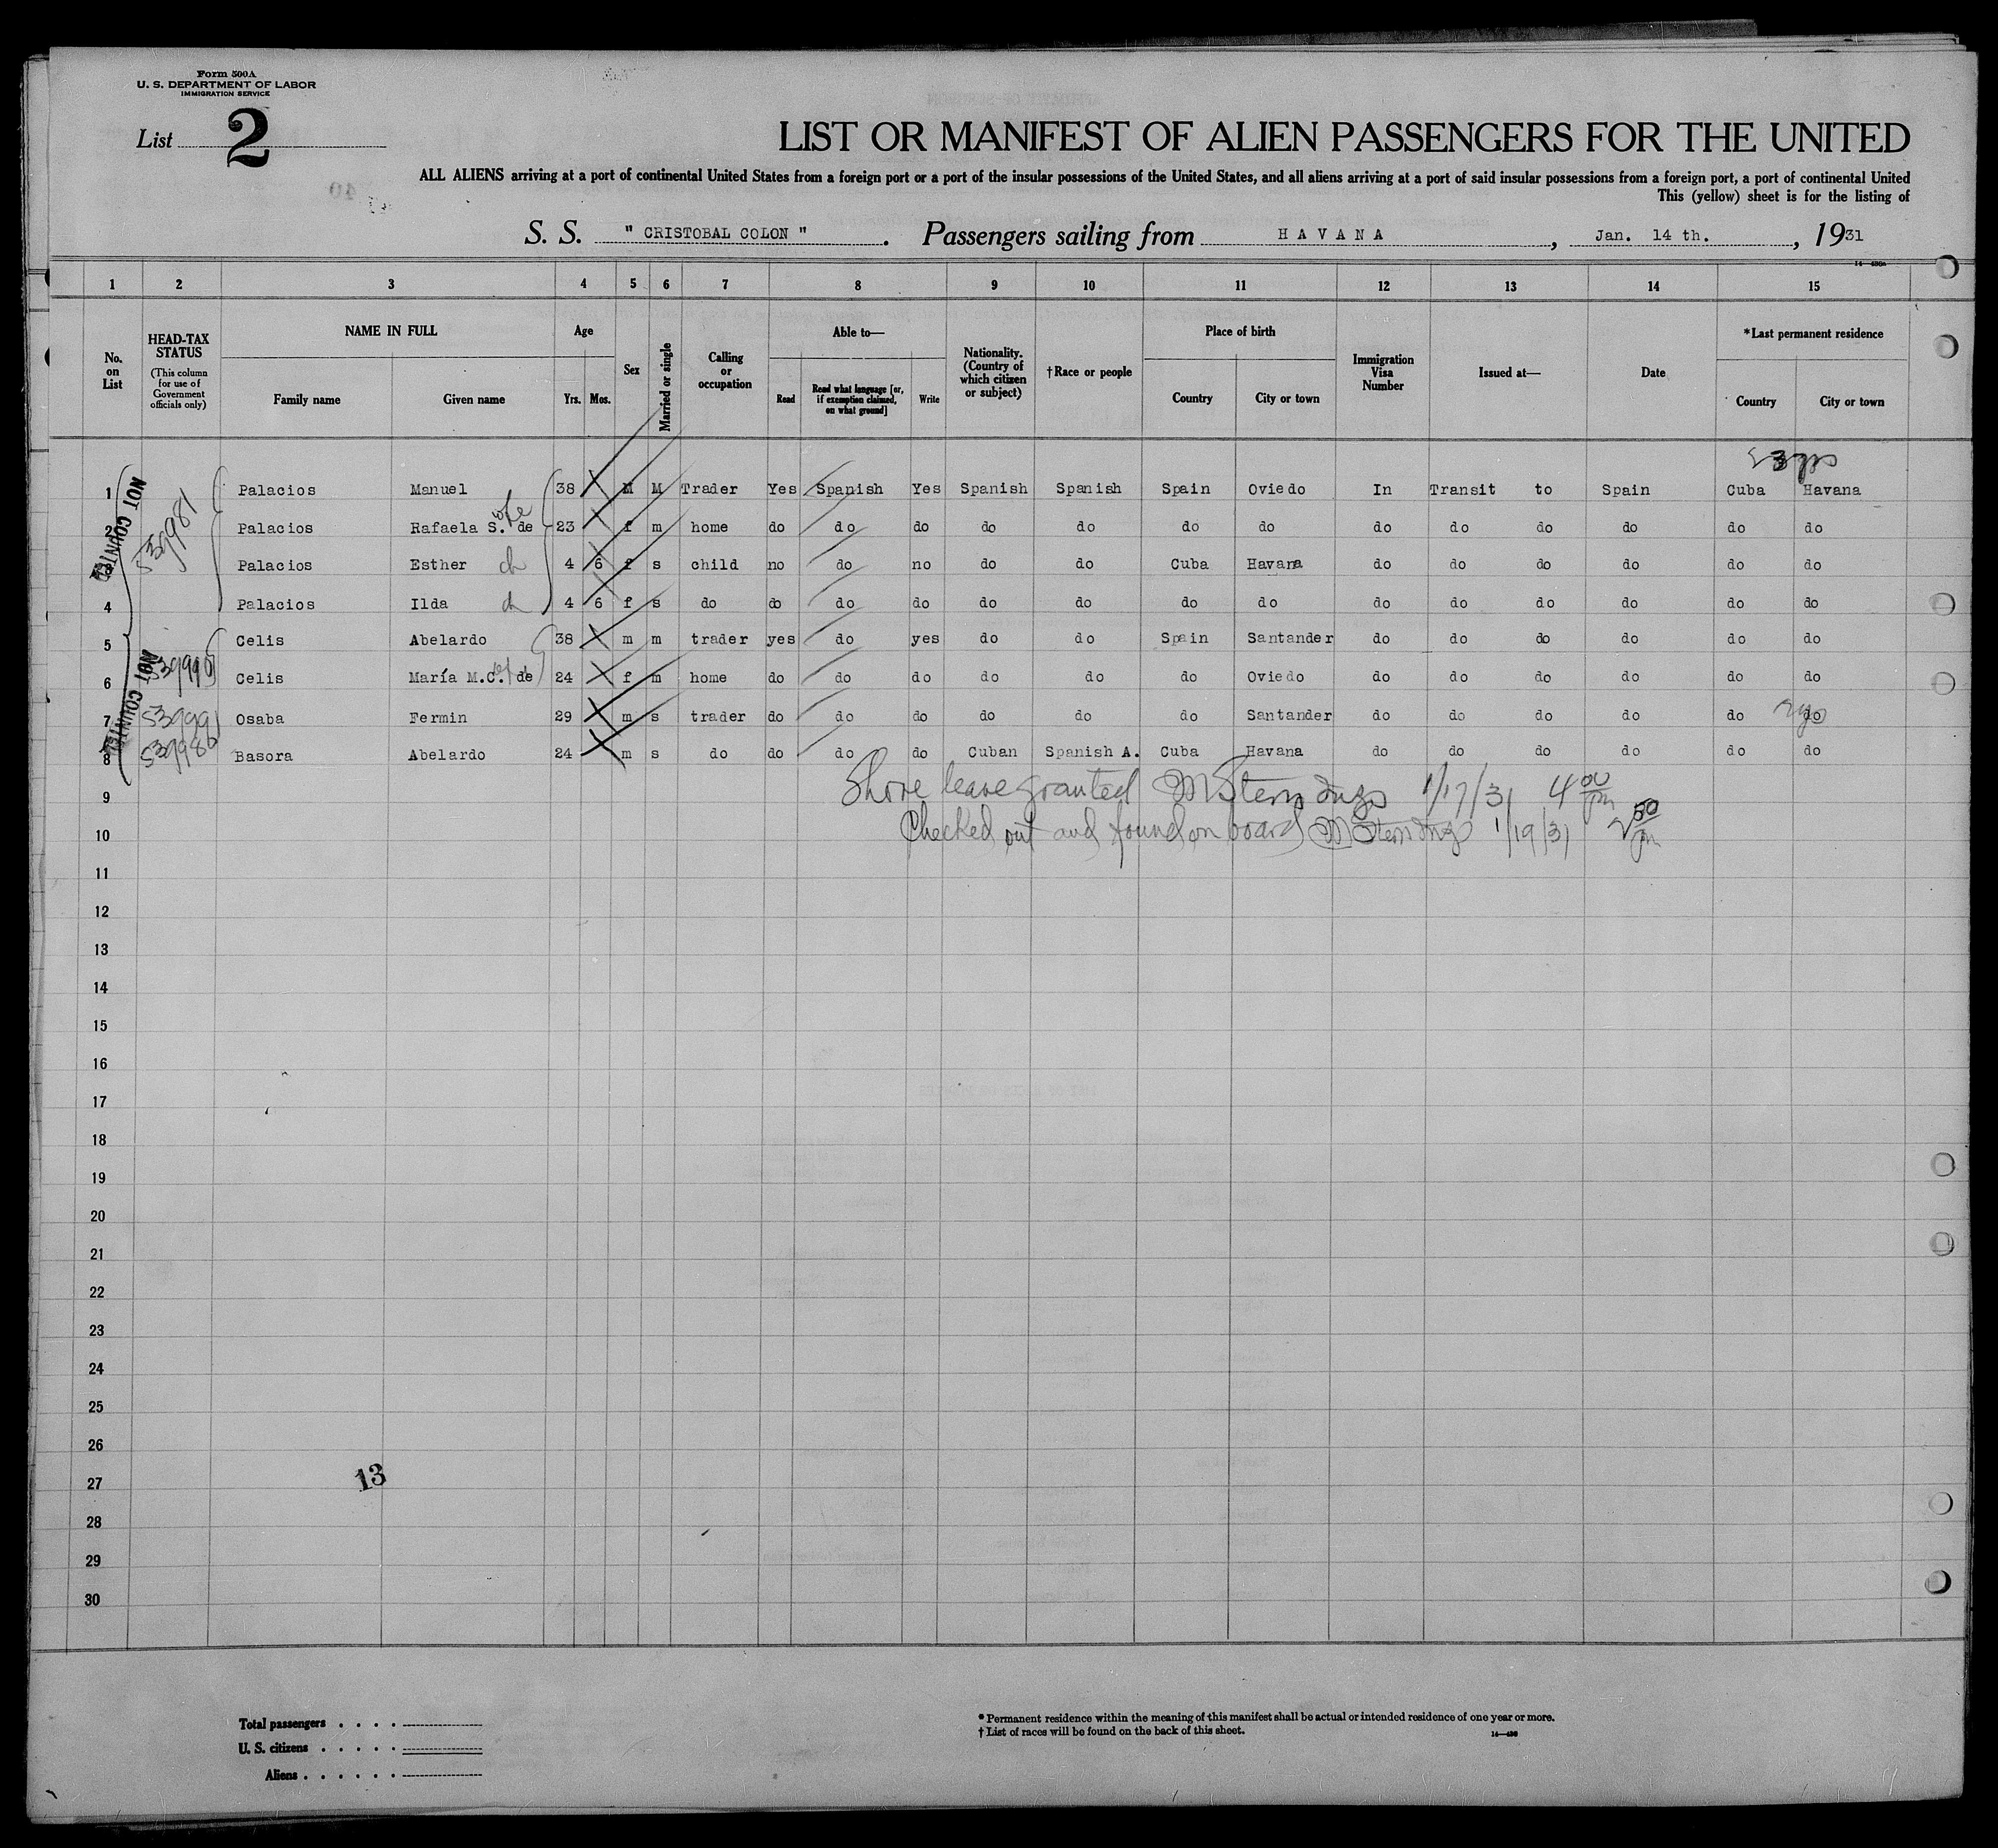 Form 500A
U. S. DEPARTMENT OF LABOR
IMMIGRATION SERVICE
List 2
LIST OR MANIFEST OF ALIEN PASSENGERS FOR THE UNITED
ALL ALIENS arriving at a port of continental United States from a foreign port or a port of the insular possessions of the United States, and all aliens arriving at a port of said insular possessions from a foreign port, a port of continental United
This (yellow) sheet is for the listing of
S. S. " CRISTOBAL COLON " . Passengers sailing from HAVANA , Jan. 14 th. , 1931
1 2 3 4 5 6 7 8 9 10 11 12 13 14 15
No. on List
HEAD-TAX STATUS (This column for use of Government officials only)
NAME IN FULL
Family name Given name
Age
Yrs. Mos.
Sex
Married or single
Calling or occupation
Able to—
Read Read what language [or, if exemption claimed, on what ground] Write
Nationality. (Country of which citizen or subject)
†Race or people
Place of birth
Country City or town
Immigration Visa Number
Issued at—
Date
*Last permanent residence
Country City or town
1 Palacios Manuel 38 M M Trader Yes Spanish Yes Spanish Spanish Spain Oviedo In Transit to Spain Cuba Havana
2 Palacios Rafaela S. de wife 23 f m home do do do do do do do do do do do do do
3 Palacios Esther ch 4 6 f s child no do no do do Cuba Havana do do do do do do
4 Palacios Ilda ch 4 6 f s do do do do do do do do do do do do do do
5 Celis Abelardo 38 m m trader yes do yes do do Spain Santander do do do do do do
6 Celis María M.C. de 24 f m home do do do do do do Oviedo do do do do do do
7 Osaba Fermin 29 m s trader do do do do do do Santander do do do do do do
8 Basora Abelardo 24 m s do do do do Cuban Spanish A. Cuba Havana do do do do do do
NOT COUNTED
539981
NOT COUNTED
539990
539991
539986
Shore leave granted M Stern Insp 1/17/31 4 00 pm
9
Checked out and found on board M Stern Insp 1/19/31 2 50 pm
10
11
12
13
14
15
16
17
18
19
20
21
22
23
24
25
26
27
13
28
29
30
Total passengers . . . .
U. S. citizens . . . . .
Aliens . . . . . .
* Permanent residence within the meaning of this manifest shall be actual or intended residence of one year or more.
† List of races will be found on the back of this sheet.
14—426